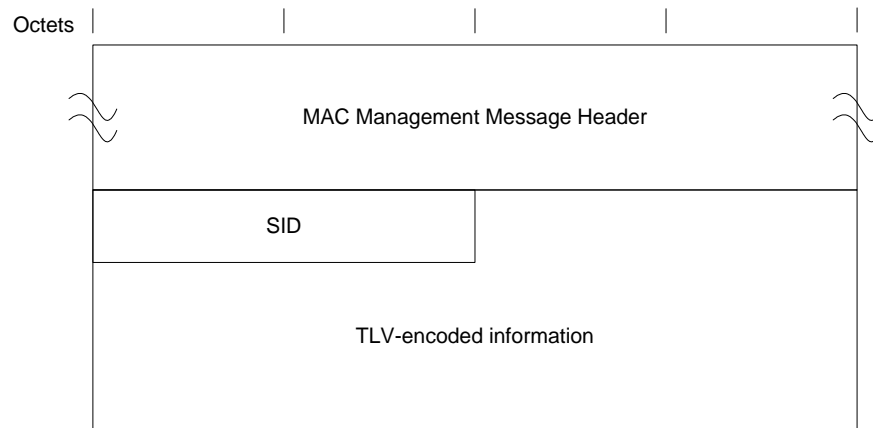 Octets
MAC Management Message Header
SID
TLV-encoded information